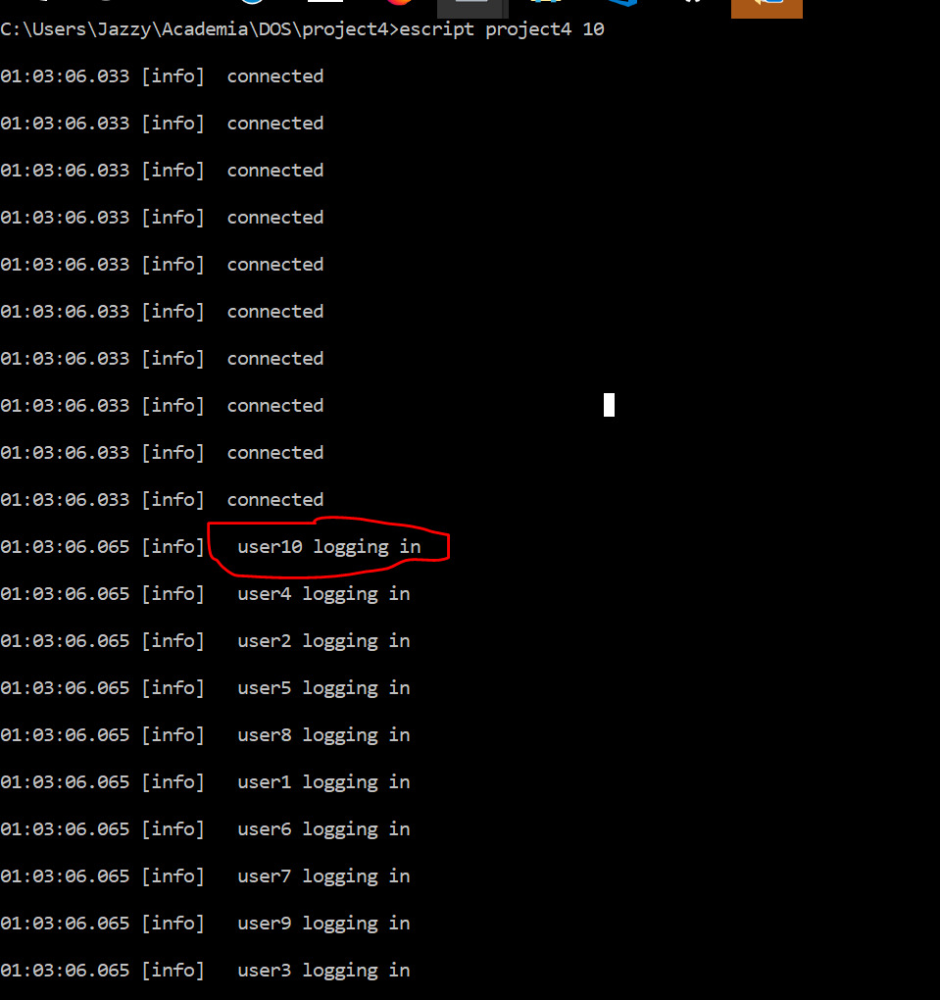 C:\Users\Jazzy\Academia\DOS\project4>escript project4 10
01:03:06.033 [info]  connected
01:03:06.033 [info]  connected
01:03:06.033 [info]  connected
01:03:06.033 [info]  connected
01:03:06.033 [info]  connected
01:03:06.033 [info]  connected
01:03:06.033 [info]  connected
01:03:06.033 [info]  connected
01:03:06.033 [info]  connected
01:03:06.033 [info]  connected
01:03:06.065 [info]   user10 logging in
01:03:06.065 [info]   user4 logging in
01:03:06.065 [info]   user2 logging in
01:03:06.065 [info]   user5 logging in
01:03:06.065 [info]   user8 logging in
01:03:06.065 [info]   user1 logging in
01:03:06.065 [info]   user6 logging in
01:03:06.065 [info]   user7 logging in
01:03:06.065 [info]   user9 logging in
01:03:06.065 [info]   user3 logging in